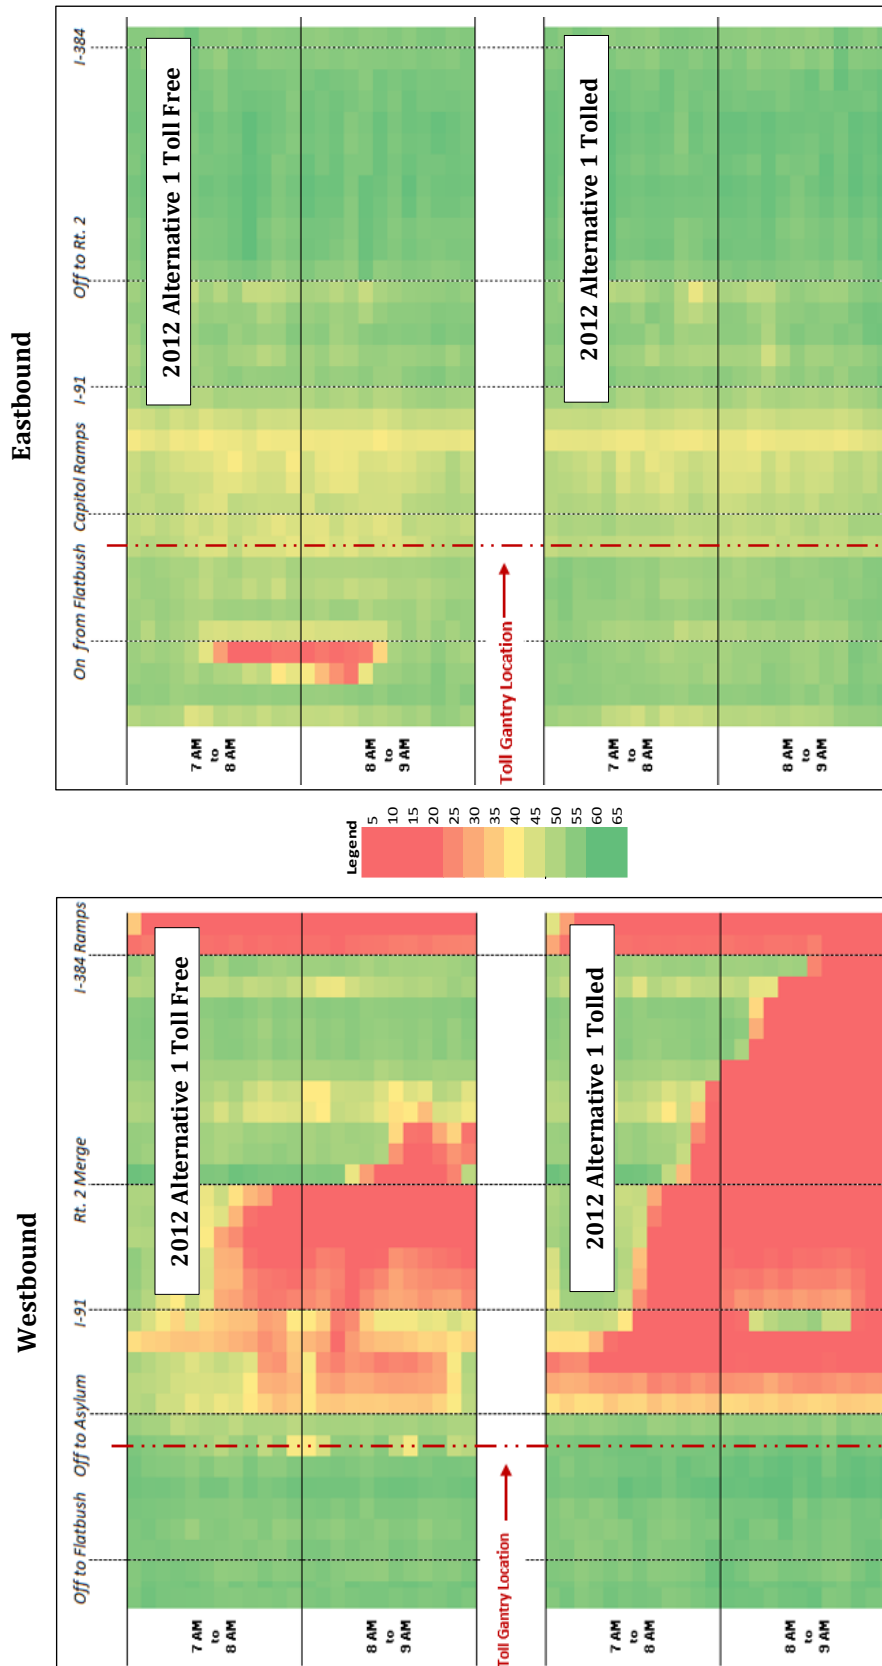 Eastbound
On from Flatbush
Capitol Ramps
I-91
Off to Rt. 2
I-384
2012 Alternative 1 Toll Free
7 AM
to
8 AM
8 AM
to
9 AM
Toll Gantry Location
2012 Alternative 1 Tolled
7 AM
to
8 AM
8 AM
to
9 AM
Legend
5
10
15
20
25
30
35
40
45
50
55
60
65
Westbound
Off to Flatbush
Off to Asylum
I-91
Rt. 2 Merge
I-384 Ramps
2012 Alternative 1 Toll Free
7 AM
to
8 AM
8 AM
to
9 AM
Toll Gantry Location
2012 Alternative 1 Tolled
7 AM
to
8 AM
8 AM
to
9 AM